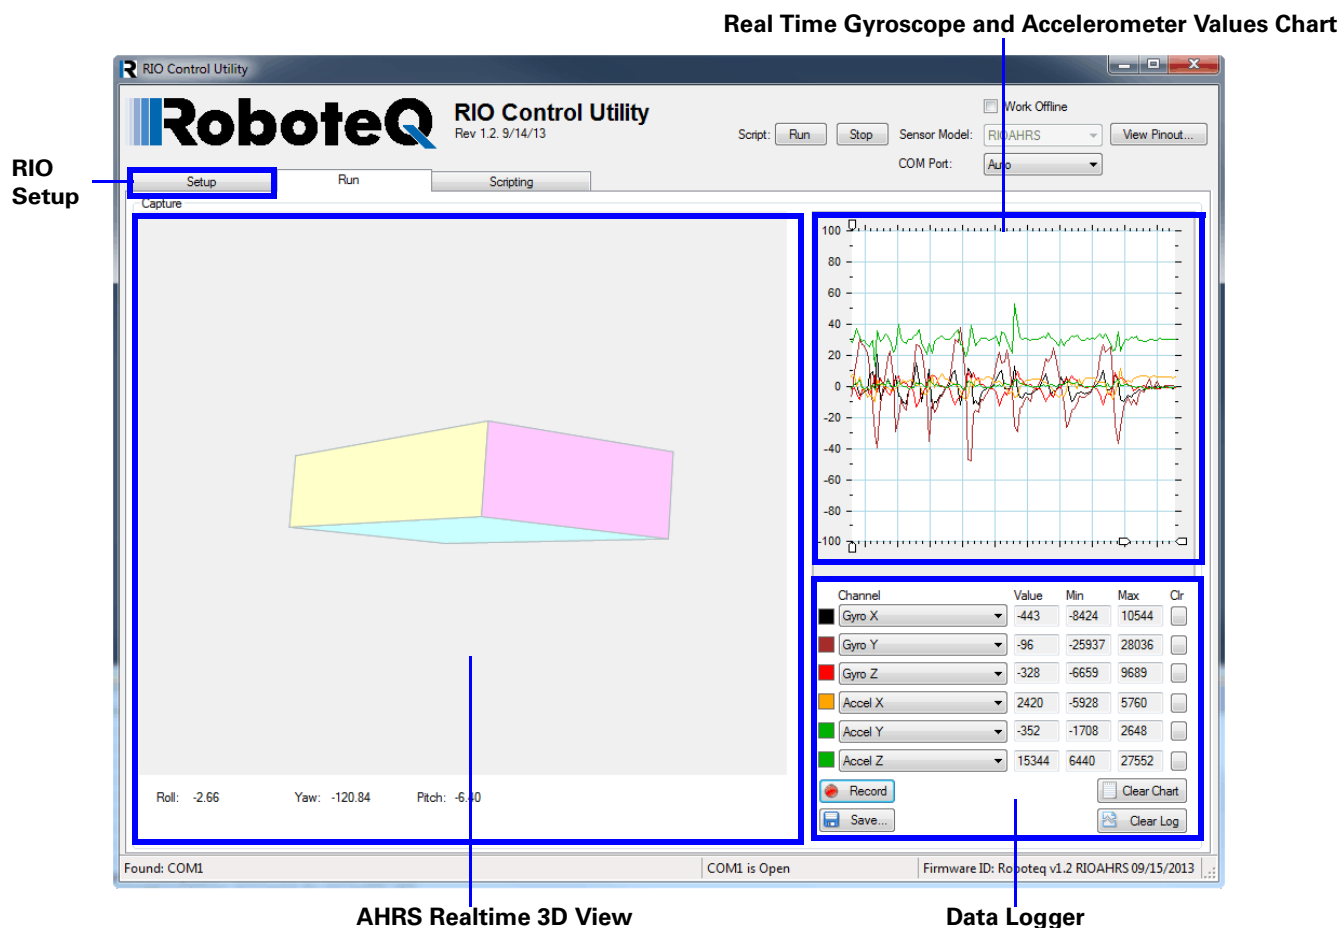 Real Time Gyroscope and Accelerometer Values Chart
RIO Control Utility
RoboteQ
RIO Control Utility
Rev 1.2. 9/14/13
Work Offline
Script: Run Stop Sensor Model: RIOAHRS View Pinout...
COM Port: Auto
RIO
Setup
Setup Run Scripting
Capture
100
80
60
40
20
0
-20
-40
-60
-80
-100
Channel Value Min Max Clr
Gyro X -443 -8424 10544
Gyro Y -96 -25937 28036
Gyro Z -328 -6659 9689
Accel X 2420 -5928 5760
Accel Y -352 -1708 2648
Accel Z 15344 6440 27552
Roll: -2.66 Yaw: -120.84 Pitch: -6.40
Record Clear Chart
Save... Clear Log
Found: COM1 COM1 is Open Firmware ID: Roboteq v1.2 RIOAHRS 09/15/2013
AHRS Realtime 3D View Data Logger